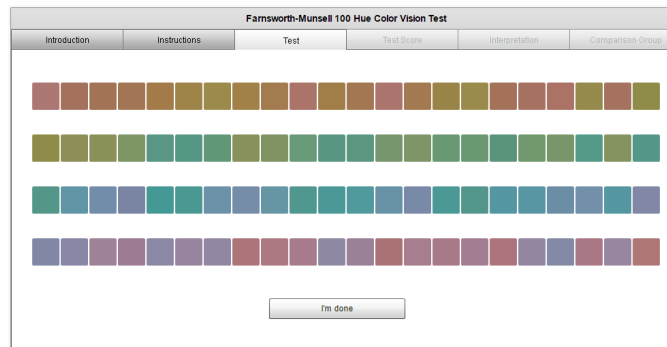 Farnsworth-Munsell 100 Hue Color Vision Test
Introduction Instructions Test Test Score Interpretation Comparison Group
I'm done